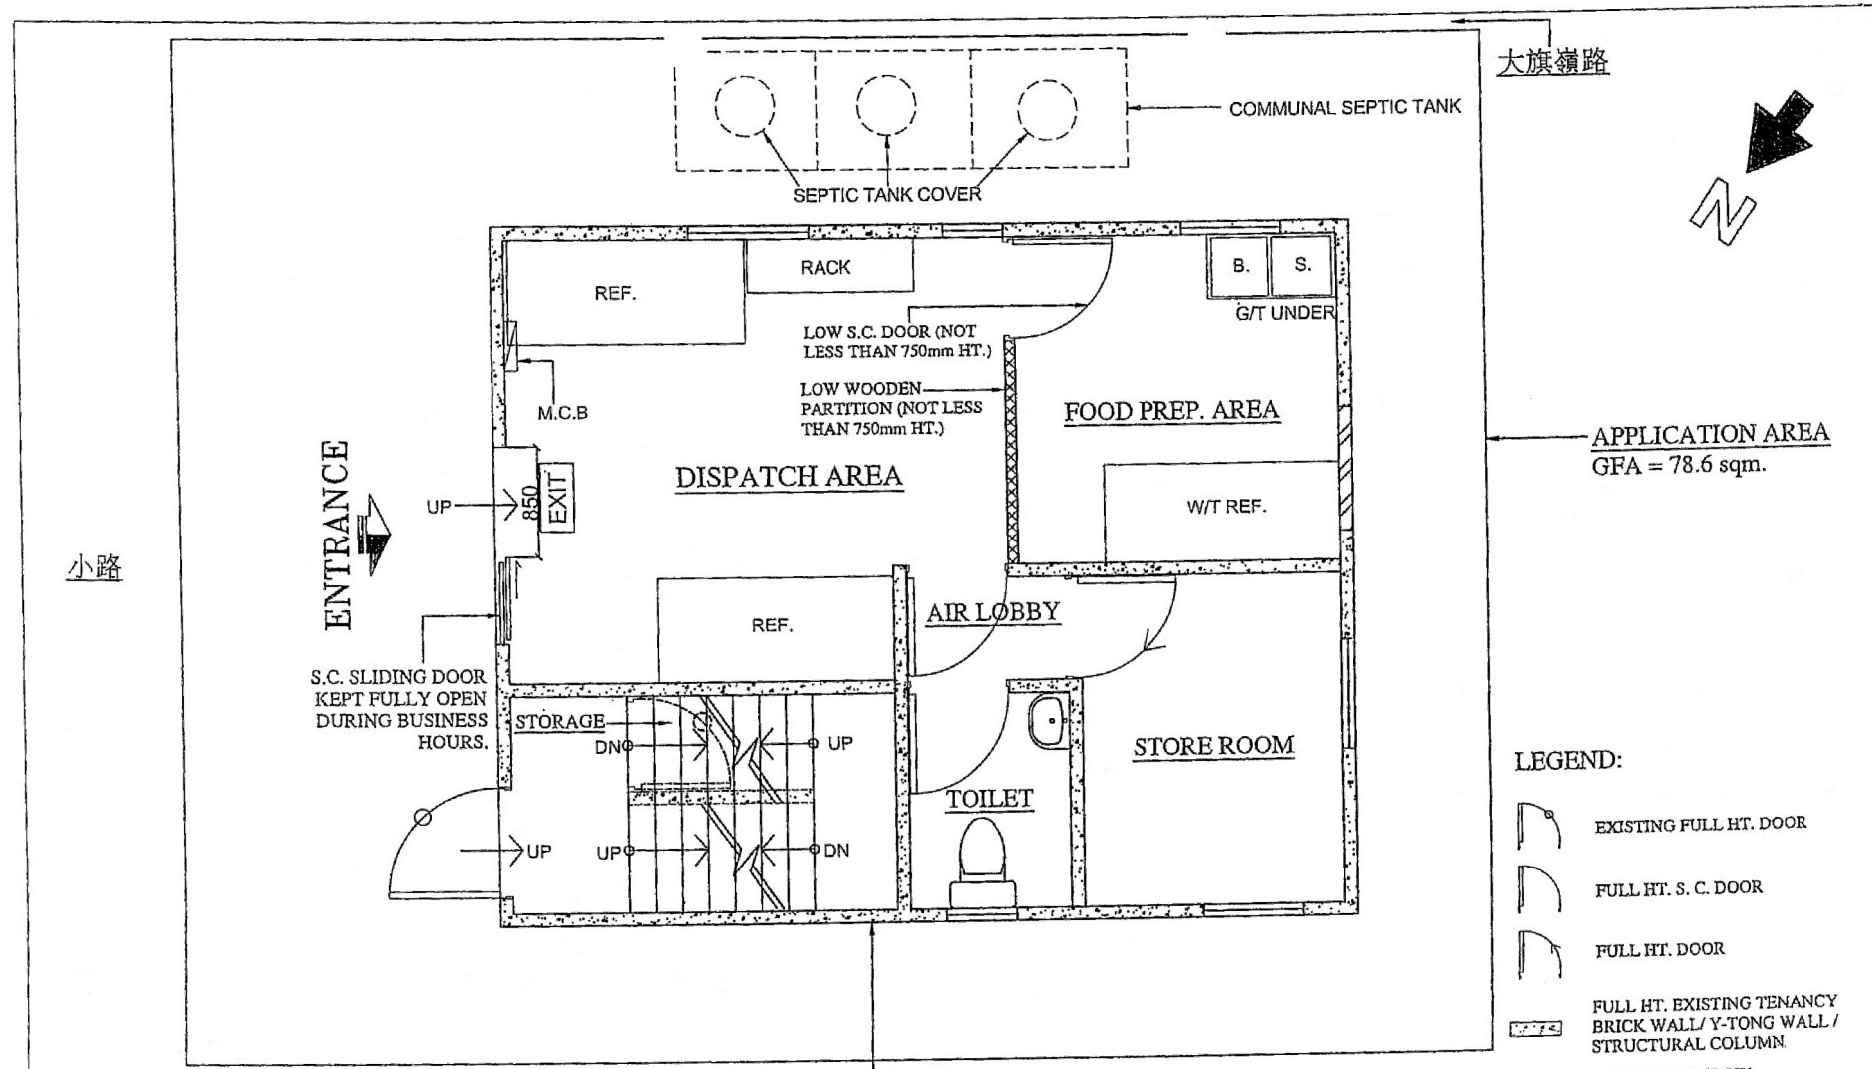 大旗嶺路
COMMUNAL SEPTIC TANK
SEPTIC TANK COVER
N
REF.
RACK
B.
S.
G/T UNDER
LOW S.C. DOOR (NOT
LESS THAN 750mm HT.)
M.C.B
LOW WOODEN
PARTITION (NOT LESS
THAN 750mm HT.)
FOOD PREP. AREA
APPLICATION AREA
GFA = 78.6 sqm.
ENTRANCE
UP
850
EXIT
DISPATCH AREA
W/T REF.
小路
AIR LOBBY
REF.
S.C. SLIDING DOOR
KEPT FULLY OPEN
DURING BUSINESS
HOURS.
STORAGE
DN
UP
STORE ROOM
TOILET
UP
UP
DN
LEGEND:
EXISTING FULL HT. DOOR
FULL HT. S. C. DOOR
FULL HT. DOOR
FULL HT. EXISTING TENANCY
BRICK WALL/ Y-TONG WALL /
STRUCTURAL COLUMN